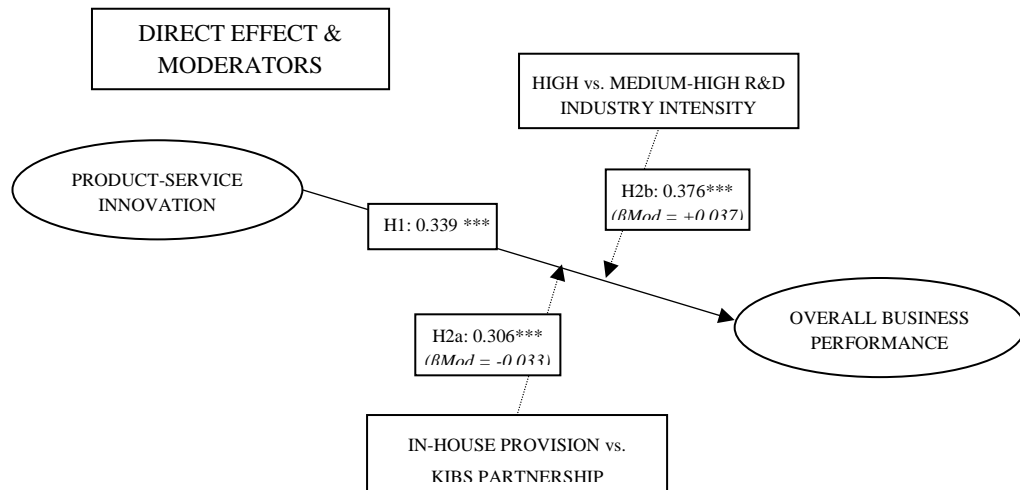 DIRECT EFFECT &
MODERATORS
HIGH vs. MEDIUM-HIGH R&D
INDUSTRY INTENSITY
PRODUCT-SERVICE
INNOVATION
H2b: 0.376***
(βMod = +0.037)
H1: 0.339 ***
OVERALL BUSINESS
PERFORMANCE
H2a: 0.306***
(βMod = -0.033)
IN-HOUSE PROVISION vs.
KIBS PARTNERSHIP